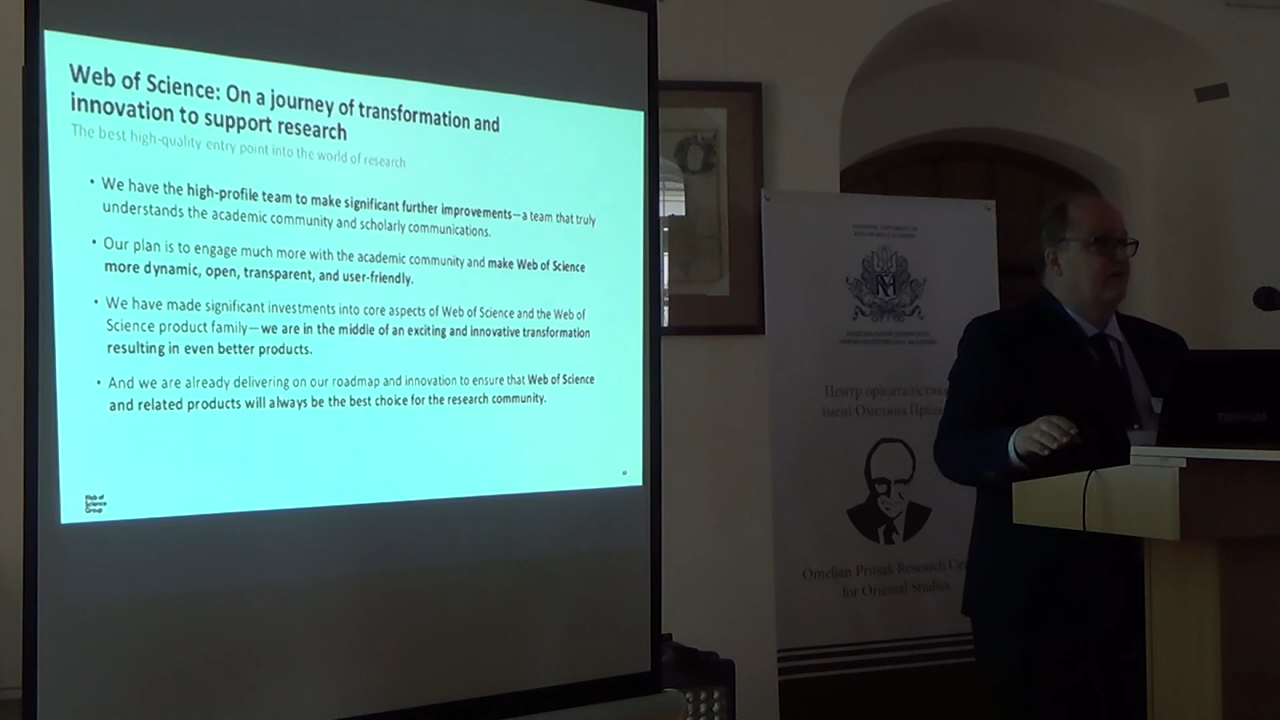 Web of Science: On a journey of transformation and
innovation to support research
The best high-quality entry point into the world of research
• We have the high-profile team to make significant further improvements—a team that truly
understands the academic community and scholarly communications.
• Our plan is to engage much more with the academic community and make Web of Science
more dynamic, open, transparent, and user-friendly.
• We have made significant investments into core aspects of Web of Science and the Web of
Science product family—we are in the middle of an exciting and innovative transformation
resulting in even better products.
• And we are already delivering on our roadmap and innovation to ensure that Web of Science
and related products will always be the best choice for the research community.
Web of
Science
Group
NATIONAL UNIVERSITY OF
Центр орієнталістики
імені Омеляна
Omeljan Pritsak Research
for Oriental Studies